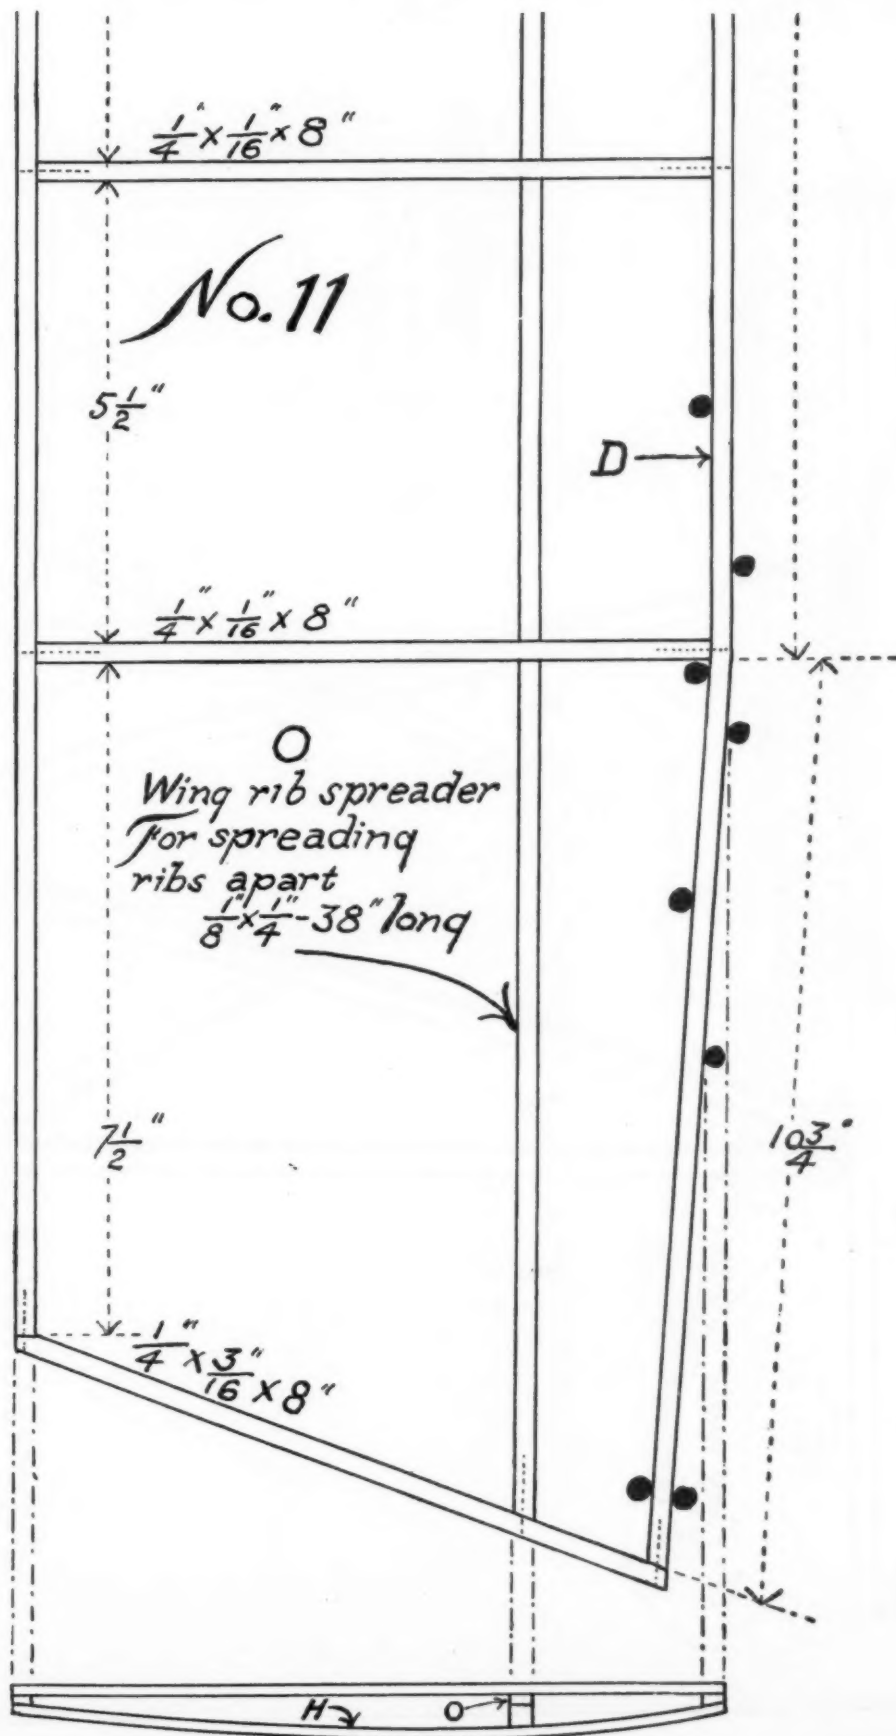 1/4" x 1/16" x 8"
No. 11
5 1/2"
D
1/4" x 1/16" x 8"
O
Wing rib spreader
For spreading
ribs apart
1/8" x 1/4" - 38" long
7 1/2"
10 3/4"
1/4" x 3/16" x 8"
H
O